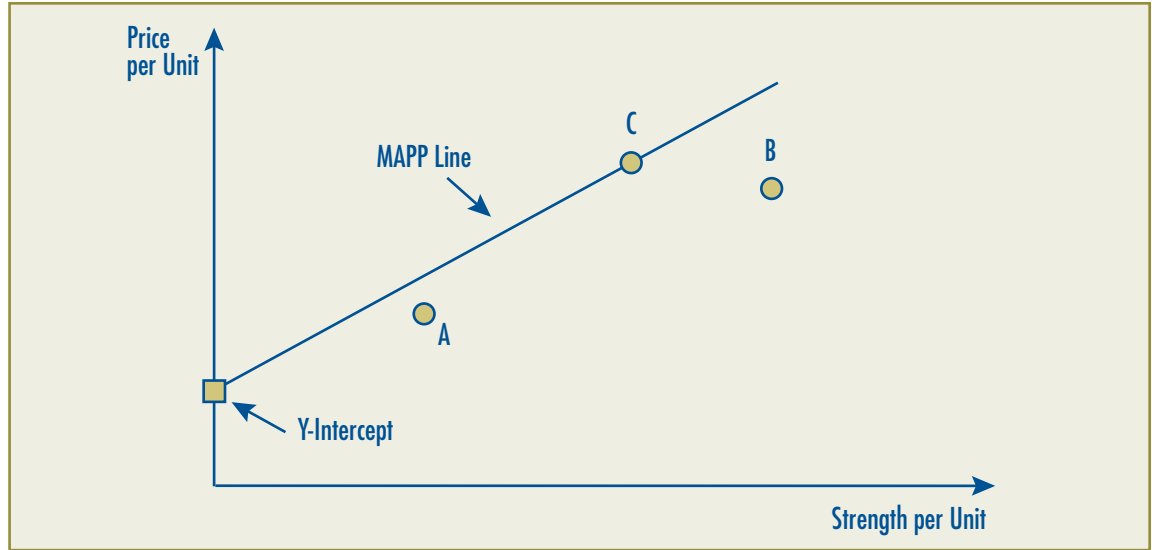 Price
per Unit
C
B
MAPP Line
A
Y-Intercept
Strength per Unit